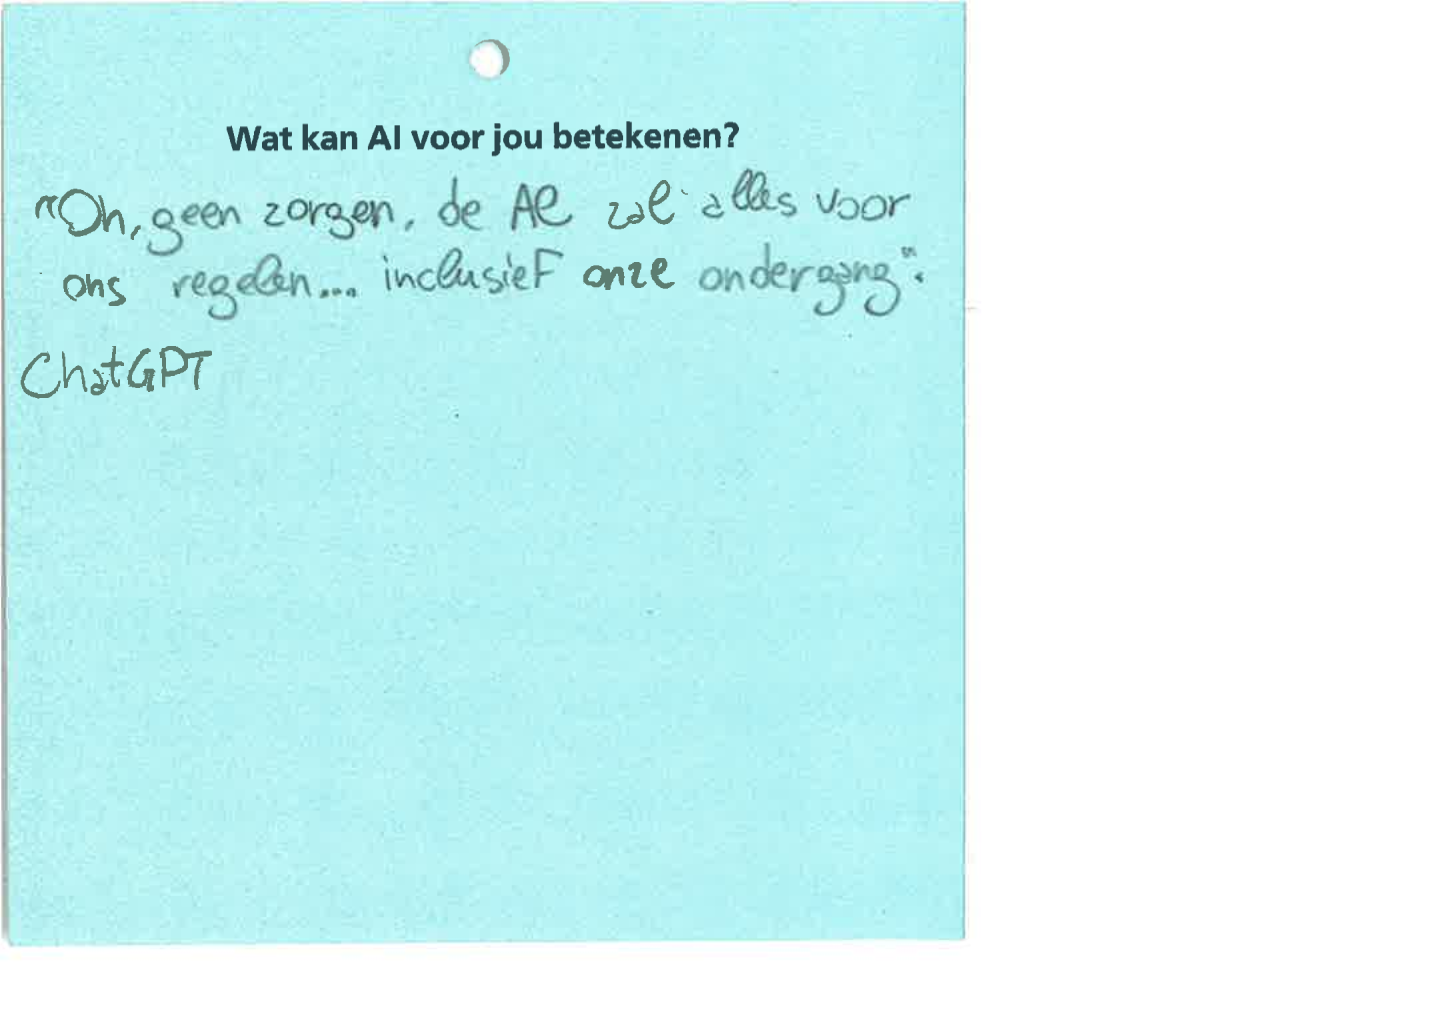 Wat kan AI voor jou betekenen?
"Oh, geen zorgen, de AI zal alles voor
ons regelen... inclusief onze ondergang".
ChatGPT